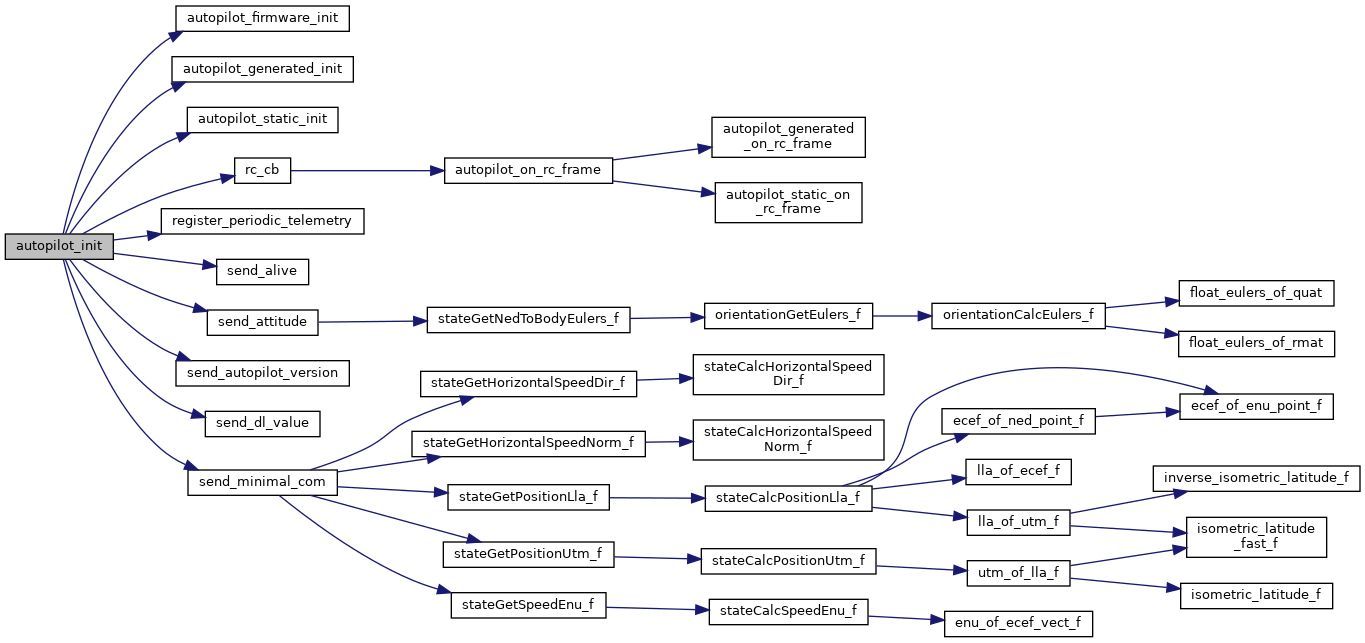 autopilot_firmware_init
autopilot_generated_init
autopilot_static_init
autopilot_generated
_on_rc_frame
rc_cb
autopilot_on_rc_frame
autopilot_static_on
_rc_frame
register_periodic_telemetry
autopilot_init
send_alive
float_eulers_of_quat
send_attitude
stateGetNedToBodyEulers_f
orientationGetEulers_f
orientationCalcEulers_f
float_eulers_of_rmat
send_autopilot_version
stateGetHorizontalSpeedDir_f
stateCalcHorizontalSpeed
Dir_f
ecef_of_enu_point_f
send_dl_value
ecef_of_ned_point_f
stateGetHorizontalSpeedNorm_f
stateCalcHorizontalSpeed
Norm_f
lla_of_ecef_f
inverse_isometric_latitude_f
send_minimal_com
stateGetPositionLla_f
stateCalcPositionLla_f
lla_of_utm_f
isometric_latitude
_fast_f
stateGetPositionUtm_f
stateCalcPositionUtm_f
utm_of_lla_f
isometric_latitude_f
stateGetSpeedEnu_f
stateCalcSpeedEnu_f
enu_of_ecef_vect_f